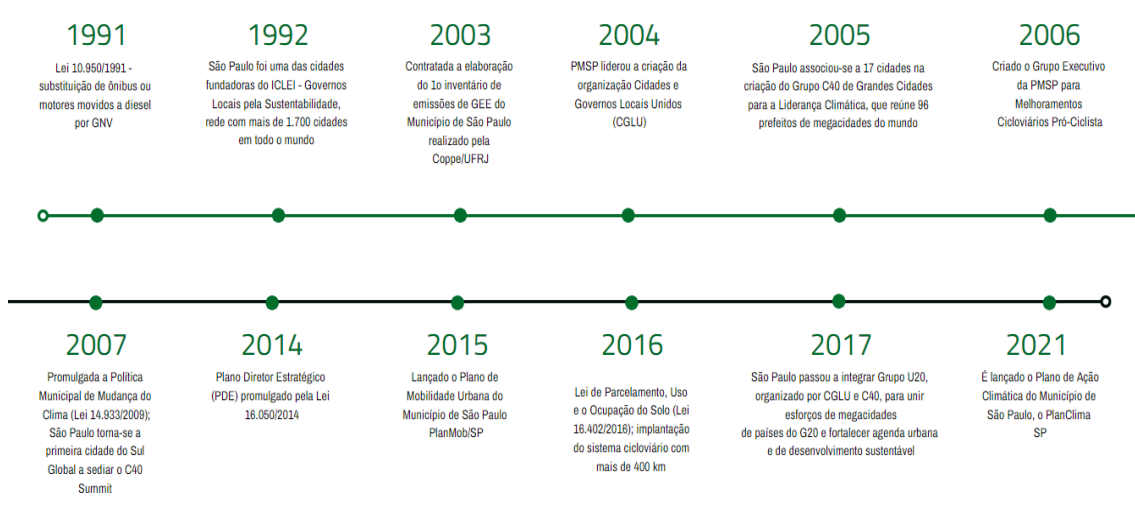 1991
Lei 10.950/1991 -
substituição de ônibus ou
motores movidos a diesel
por GNV
1992
São Paulo foi uma das cidades
fundadoras do ICLEI - Governos
Locais pela Sustentabilidade,
rede com mais de 1.700 cidades
em todo o mundo
2003
Contratada a elaboração
do 1o inventário de
emissões de GEE do
Município de São Paulo
realizado pela
Coppe/UFRJ
2004
PMSP liderou a criação da
organização Cidades e
Governos Locais Unidos
(CGLU)
2005
São Paulo associou-se a 17 cidades na
criação do Grupo C40 de Grandes Cidades
para a Liderança Climática, que reúne 96
prefeitos de megacidades do mundo
2006
Criado o Grupo Executivo
da PMSP para
Melhoramentos
Cicloviários Pró-Ciclista
2007
Promulgada a Política
Municipal de Mudança do
Clima (Lei 14.933/2009);
São Paulo torna-se a
primeira cidade do Sul
Global a sediar o C40
Summit
2014
Plano Diretor Estratégico
(PDE) promulgado pela Lei
16.050/2014
2015
Lançado o Plano de
Mobilidade Urbana do
Município de São Paulo
PlanMob/SP
2016
Lei de Parcelamento, Uso
e o Ocupação do Solo (Lei
16.402/2016); implantação
do sistema cicloviário com
mais de 400 km
2017
São Paulo passou a integrar Grupo U20,
organizado por CGLU e C40, para unir
esforços de megacidades
de países do G20 e fortalecer agenda urbana
e de desenvolvimento sustentável
2021
É lançado o Plano de Ação
Climática do Município de
São Paulo, o PlanClima
SP